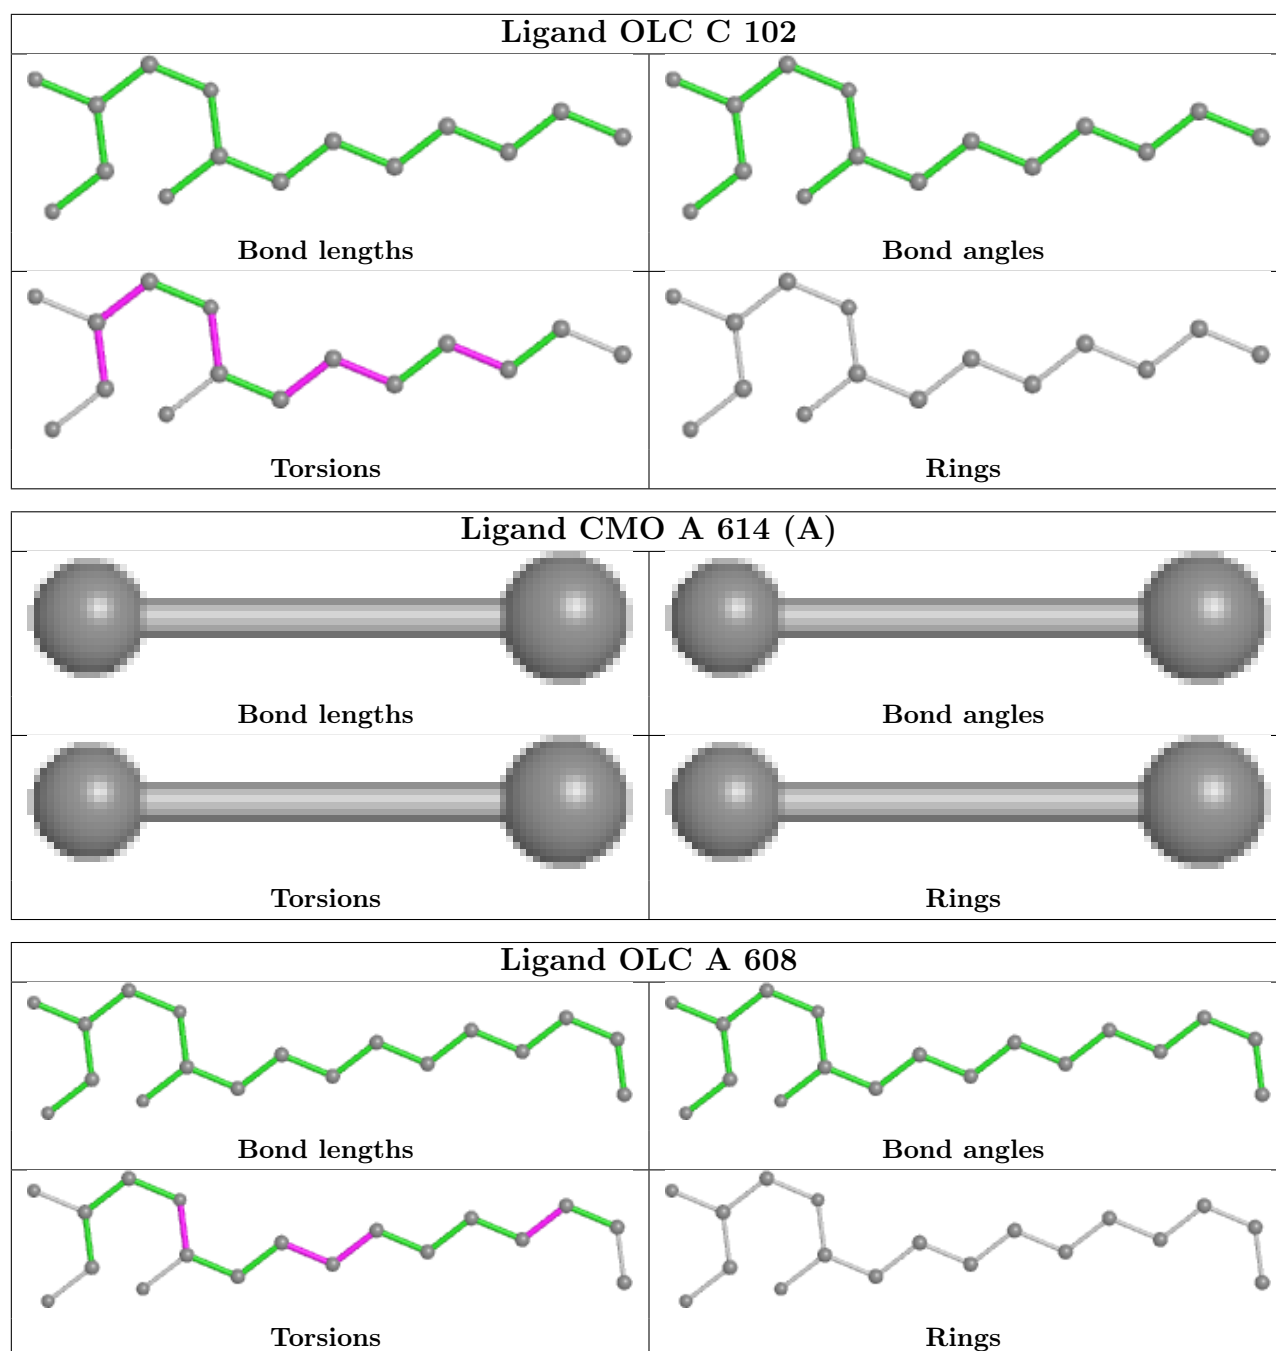 Ligand OLC C 102
Bond lengths
Bond angles
Torsions
Rings
Ligand CMO A 614 (A)
Bond lengths
Bond angles
Torsions
Rings
Ligand OLC A 608
Bond lengths
Bond angles
Torsions
Rings